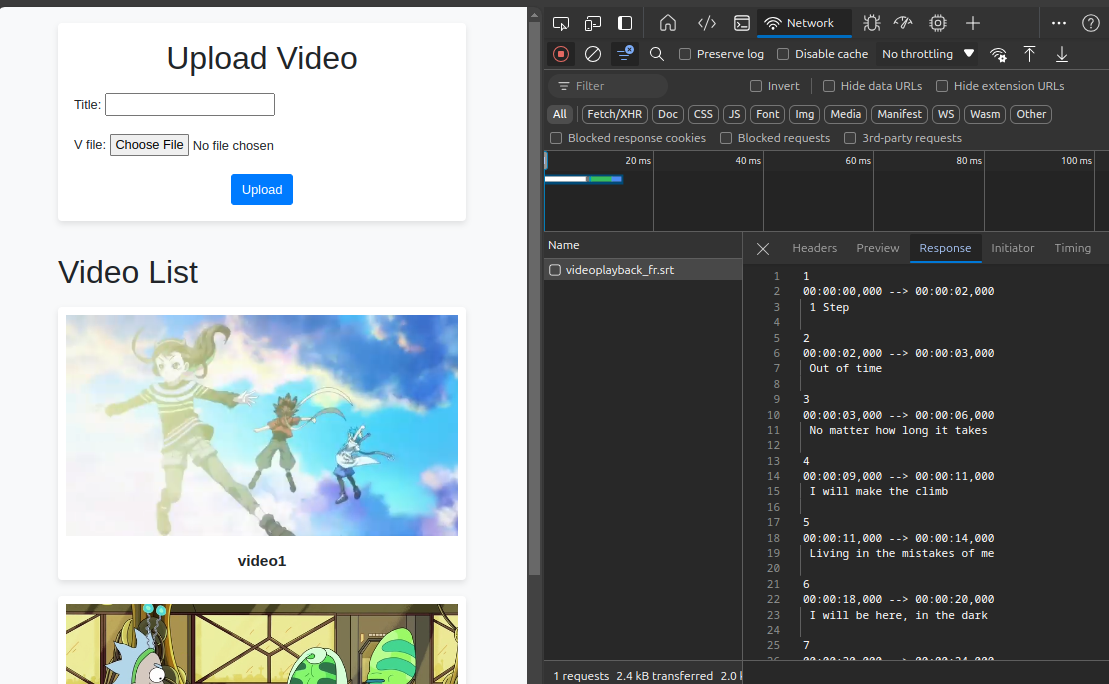 Upload Video
Title:
V file: Choose File No file chosen
Upload
Video List
video1
Network
Preserve log Disable cache No throttling
Filter Invert Hide data URLs Hide extension URLs
All Fetch/XHR Doc CSS JS Font Img Media Manifest WS Wasm Other
Blocked response cookies Blocked requests 3rd-party requests
20 ms 40 ms 60 ms 80 ms 100 ms
Name
videoplayback_fr.srt
Headers Preview Response Initiator Timing
1 1
2 00:00:00,000 --> 00:00:02,000
3 1 Step
4
5 2
6 00:00:02,000 --> 00:00:03,000
7 Out of time
8
9 3
10 00:00:03,000 --> 00:00:06,000
11 No matter how long it takes
12
13 4
14 00:00:09,000 --> 00:00:11,000
15 I will make the climb
16
17 5
18 00:00:11,000 --> 00:00:14,000
19 Living in the mistakes of me
20
21 6
22 00:00:18,000 --> 00:00:20,000
23 I will be here, in the dark
24
25 7
1 requests 2.4 kB transferred 2.0